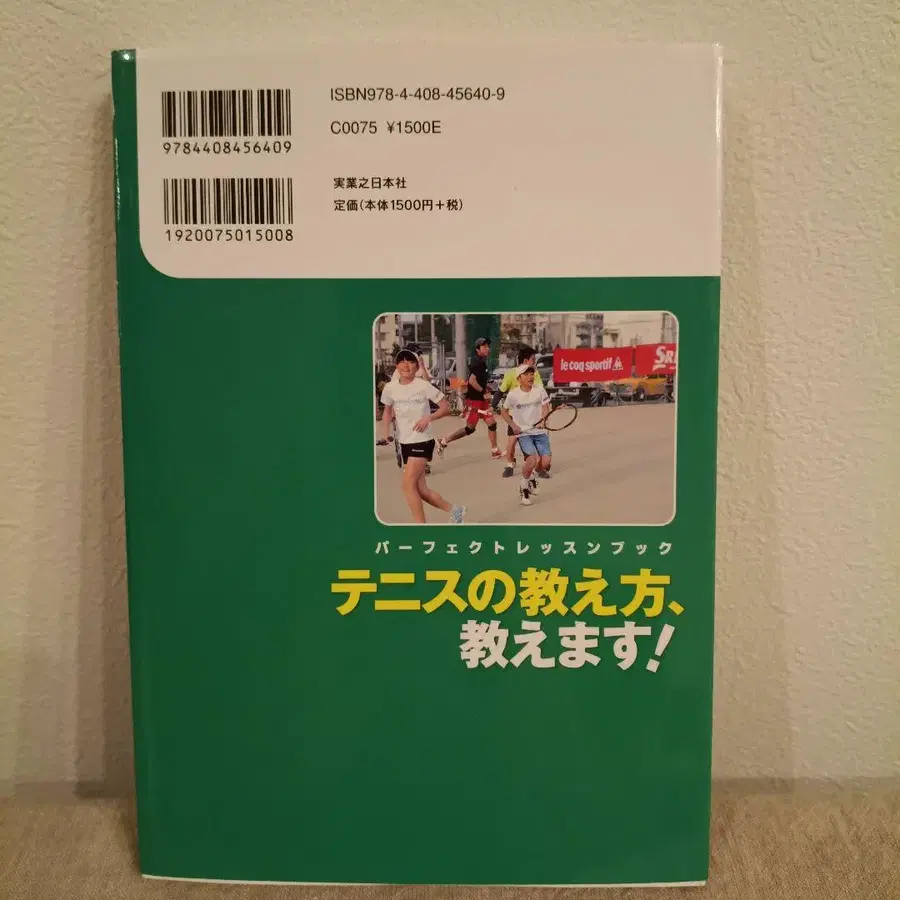 ISBN978-4-408-45640-9
C0075 ¥1500E
9784408456409
実業之日本社
定価(本体1500円+税)
1920075015008
le coq sportif
SR
パーフェクトレッスンブック
テニスの教え方、
教えます!